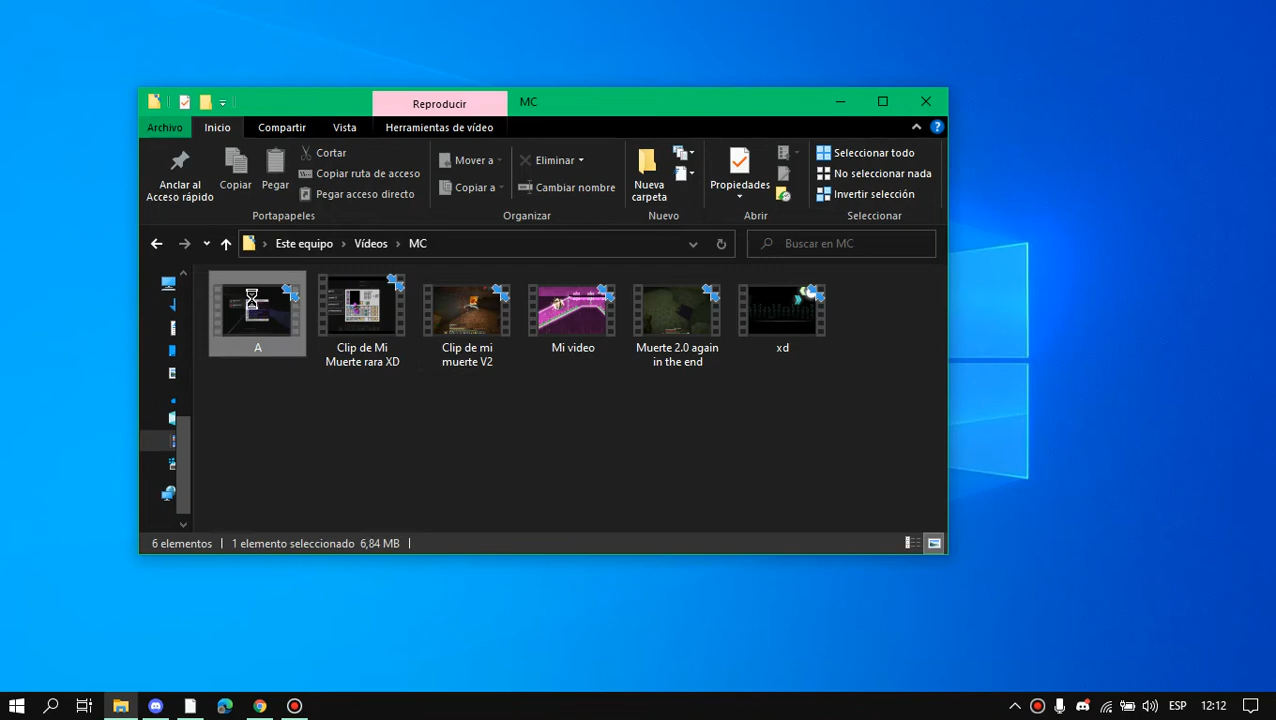 Reproducir
MC
Archivo
Inicio
Compartir
Vista
Herramientas de vídeo
Anclar al
Acceso rápido
Copiar
Pegar
Cortar
Copiar ruta de acceso
Pegar acceso directo
Portapapeles
Mover a
Copiar a
Eliminar
Cambiar nombre
Organizar
Nueva
carpeta
Nuevo
Propiedades
Abrir
Seleccionar todo
No seleccionar nada
Invertir selección
Seleccionar
Este equipo > Vídeos > MC
Buscar en MC
A
Clip de Mi
Muerte rara XD
Clip de mi
muerte V2
Mi video
Muerte 2.0 again
in the end
xd
6 elementos
1 elemento seleccionado 6,84 MB
ESP
12:12